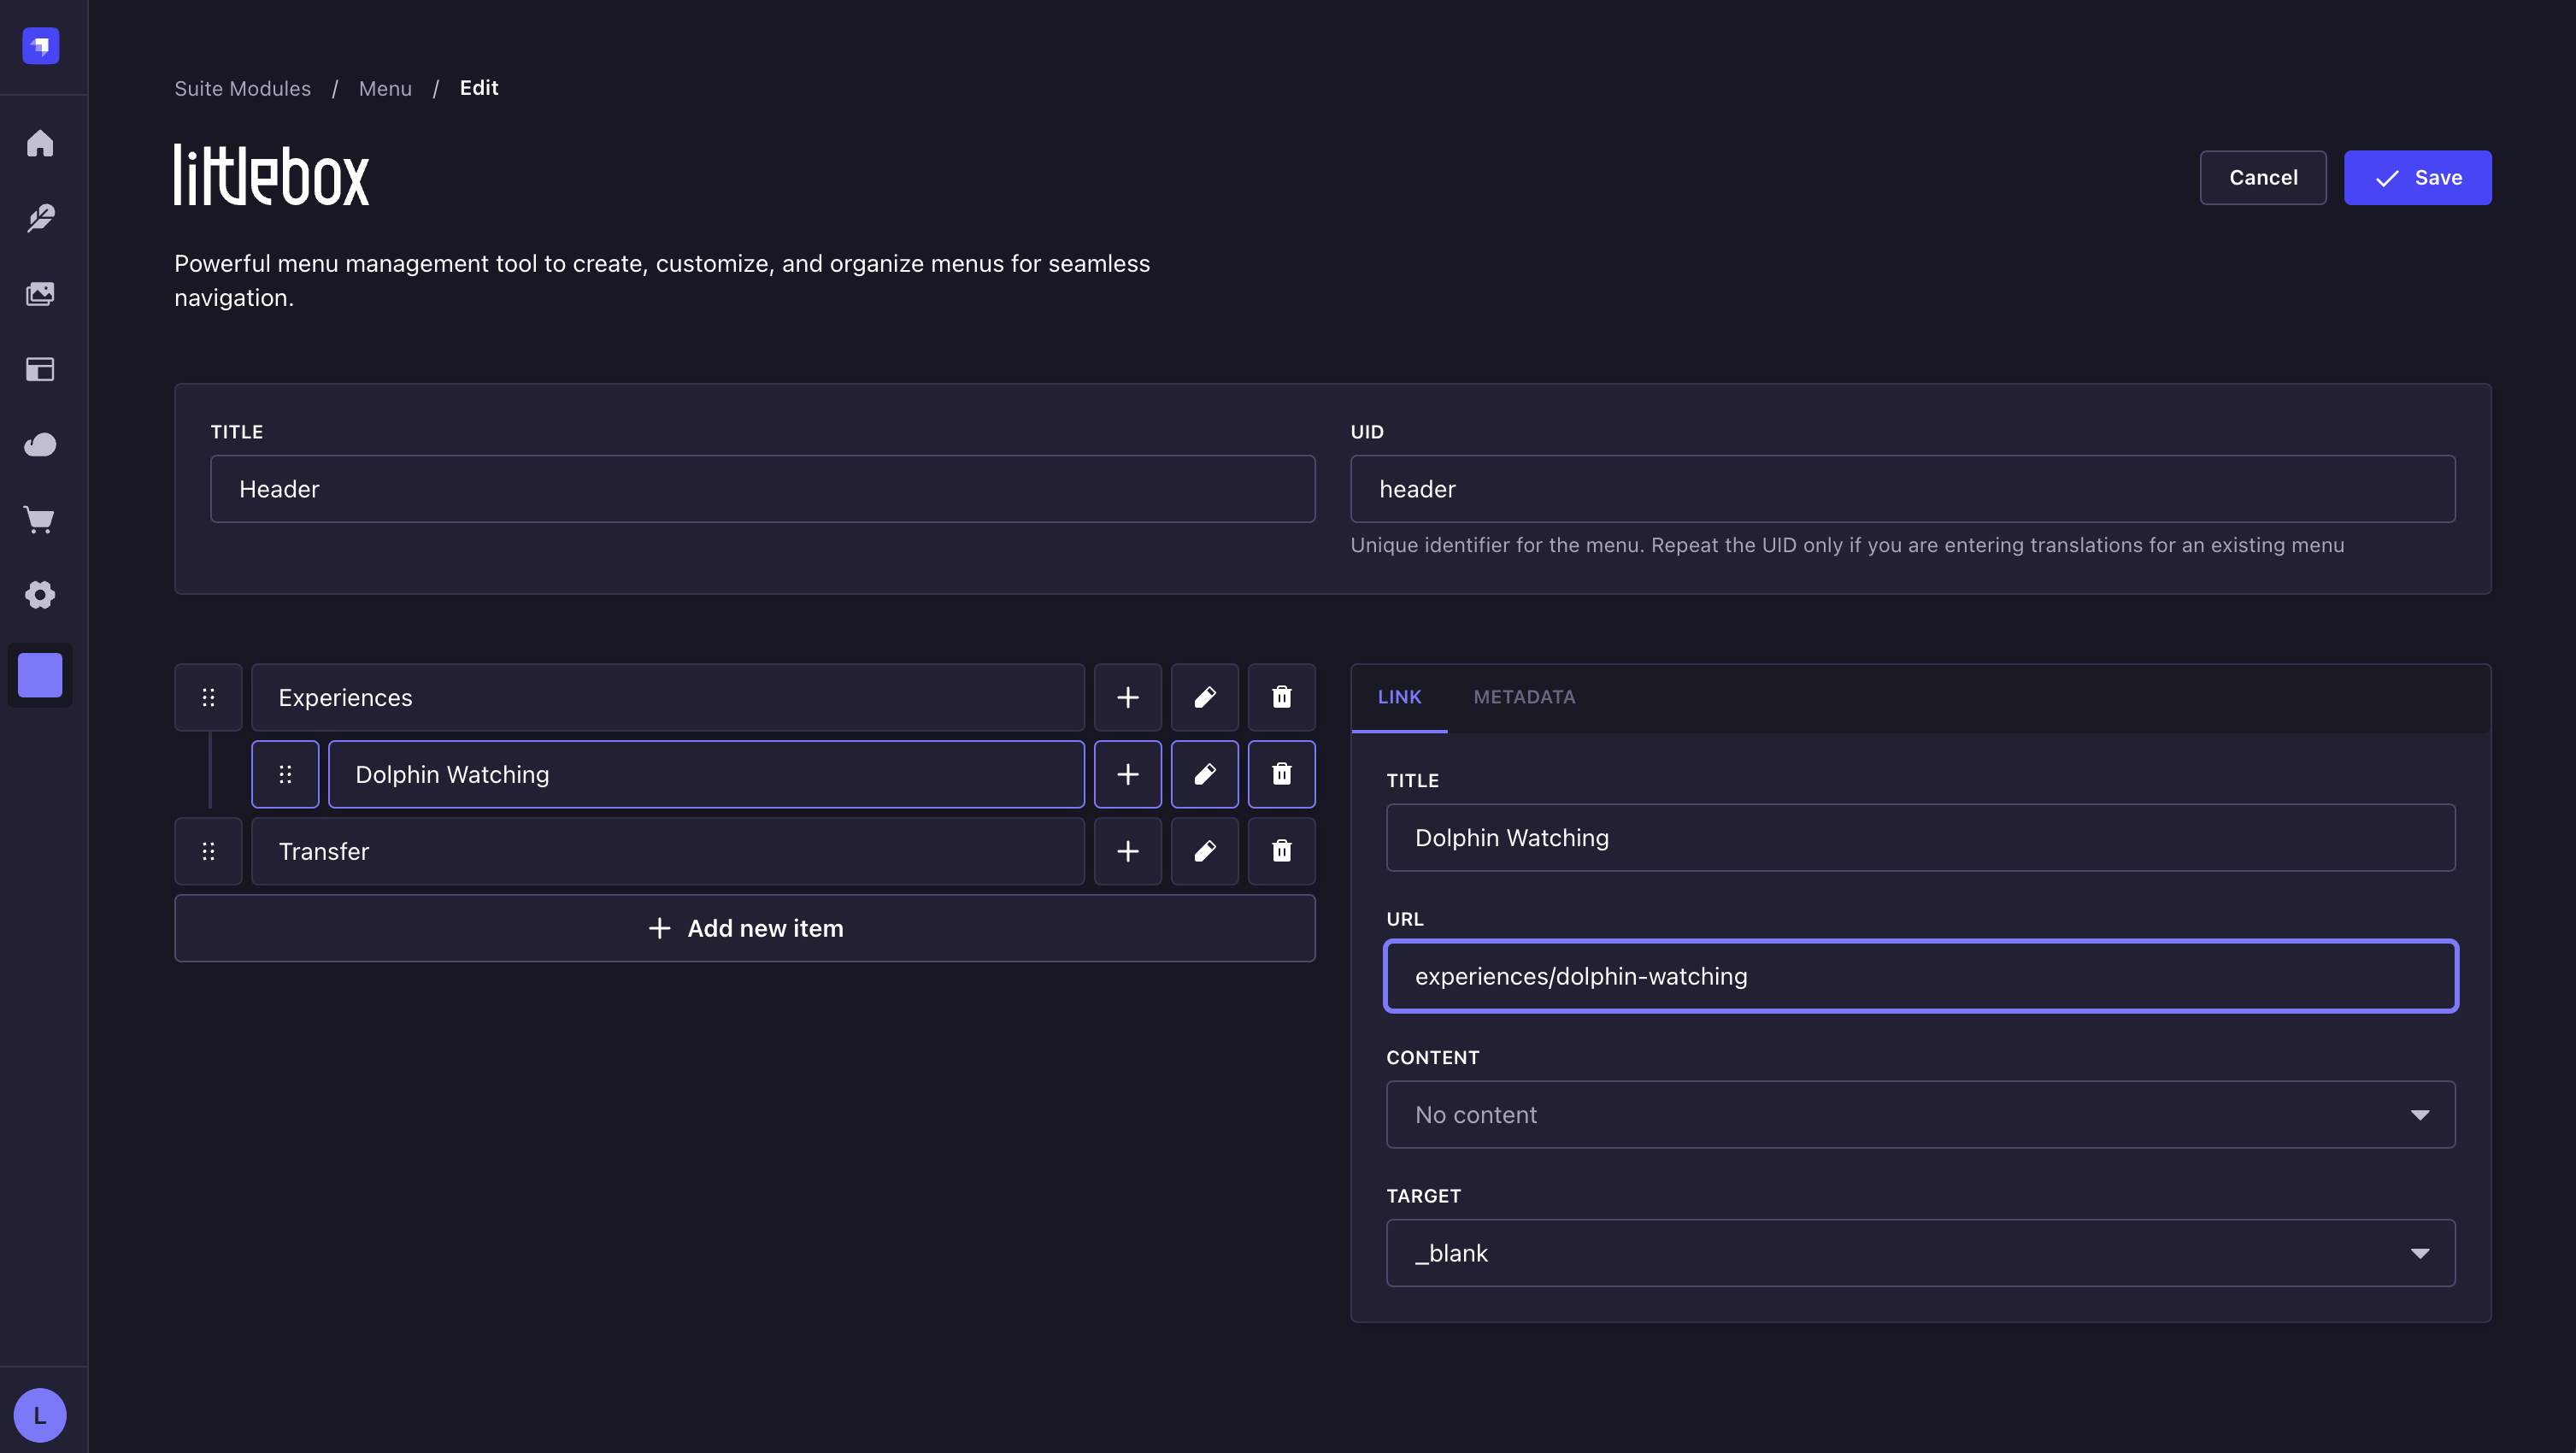 Suite Modules / Menu / Edit
littlebox
Cancel
Save
Powerful menu management tool to create, customize, and organize menus for seamless
navigation.
TITLE
Header
UID
header
Unique identifier for the menu. Repeat the UID only if you are entering translations for an existing menu
Experiences
Dolphin Watching
Transfer
Add new item
LINK
METADATA
TITLE
Dolphin Watching
URL
experiences/dolphin-watching
CONTENT
No content
TARGET
_blank
L